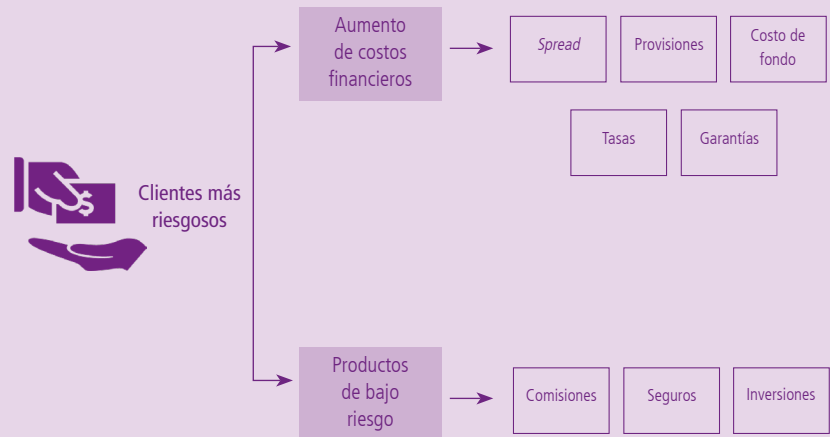 Aumento
de costos
financieros
Spread
Provisiones
Costo de
fondo
Tasas
Garantías
$
Clientes más
riesgosos
Productos
de bajo
riesgo
Comisiones
Seguros
Inversiones